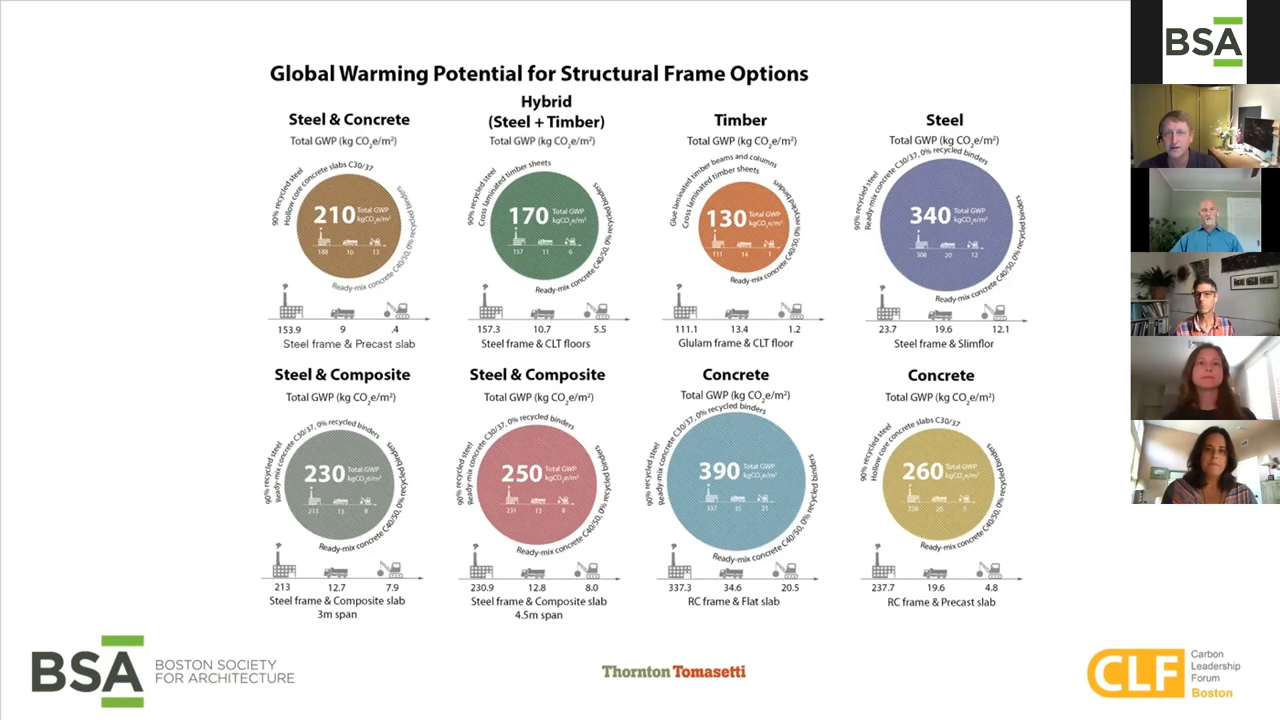 Global Warming Potential for Structural Frame Options
Steel & Concrete
Total GWP (kg CO2e/m²)
90% recycled steel
Hollow core concrete slabs C30/37
Ready-mix concrete C40/50, 0% recycled binders
210 Total GWP
kgCO2e/m²
188 10 12
153.9 9 .4
Steel frame & Precast slab
Hybrid
(Steel + Timber)
Total GWP (kg CO2e/m²)
90% recycled steel
Cross laminated timber sheets
Ready-mix concrete C40/50, 0% recycled binders
170 Total GWP
kgCO2e/m²
157 11 6
157.3 10.7 5.5
Steel frame & CLT floors
Timber
Total GWP (kg CO2e/m²)
Glue laminated timber beams and columns
Cross laminated timber sheets
Ready-mix concrete C40/50, 0% recycled binders
130 Total GWP
kgCO2e/m²
111 14 1
111.1 13.4 1.2
Glulam frame & CLT floor
Steel
Total GWP (kg CO2e/m²)
90% recycled steel
Ready-mix concrete C30/37, 0% recycled binders
Ready-mix concrete C40/50, 0% recycled binders
340 Total GWP
kgCO2e/m²
308 20 12
23.7 19.6 12.1
Steel frame & Slimflor
Steel & Composite
Total GWP (kg CO2e/m²)
90% recycled steel
Ready-mix concrete C30/37, 0% recycled binders
Ready-mix concrete C40/50, 0% recycled binders
230 Total GWP
kgCO2e/m²
213 13 8
213 12.7 7.9
Steel frame & Composite slab
3m span
Steel & Composite
Total GWP (kg CO2e/m²)
90% recycled steel
Ready-mix concrete C30/37, 0% recycled binders
Ready-mix concrete C40/50, 0% recycled binders
250 Total GWP
kgCO2e/m²
231 13 8
230.9 12.8 8.0
Steel frame & Composite slab
4.5m span
Concrete
Total GWP (kg CO2e/m²)
90% recycled steel
Ready-mix concrete C30/37, 0% recycled binders
Ready-mix concrete C40/50, 0% recycled binders
390 Total GWP
kgCO2e/m²
337 35 21
337.3 34.6 20.5
RC frame & Flat slab
Concrete
Total GWP (kg CO2e/m²)
90% recycled steel
Hollow core concrete slabs C30/37
Ready-mix concrete C40/50, 0% recycled binders
260 Total GWP
kgCO2e/m²
20 5
237.7 19.6 4.8
RC frame & Precast slab
BSA
BOSTON SOCIETY
FOR ARCHITECTURE
Thornton Tomasetti
CLF
Carbon
Leadership
Forum
Boston
BSA